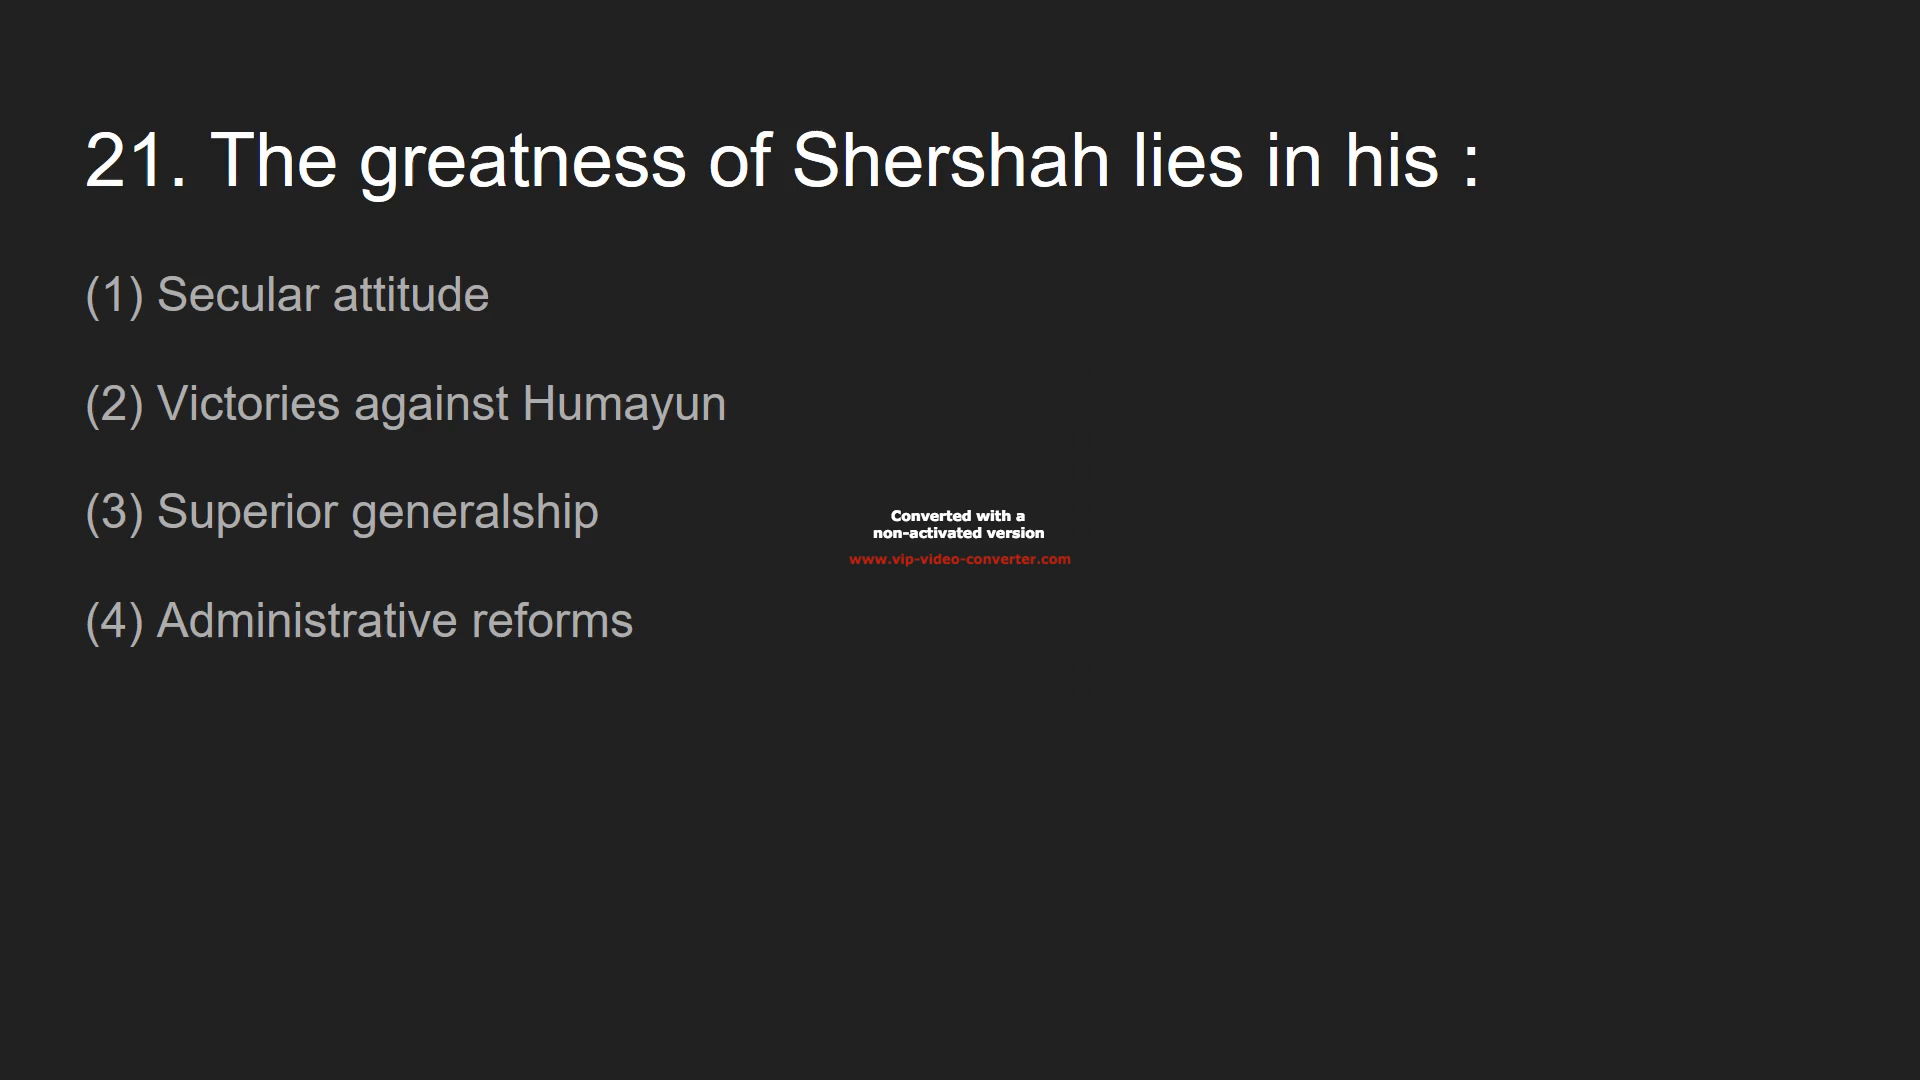 21. The greatness of Shershah lies in his :
(1) Secular attitude
(2) Victories against Humayun
(3) Superior generalship
(4) Administrative reforms
Converted with a
non-activated version
www.vip-video-converter.com